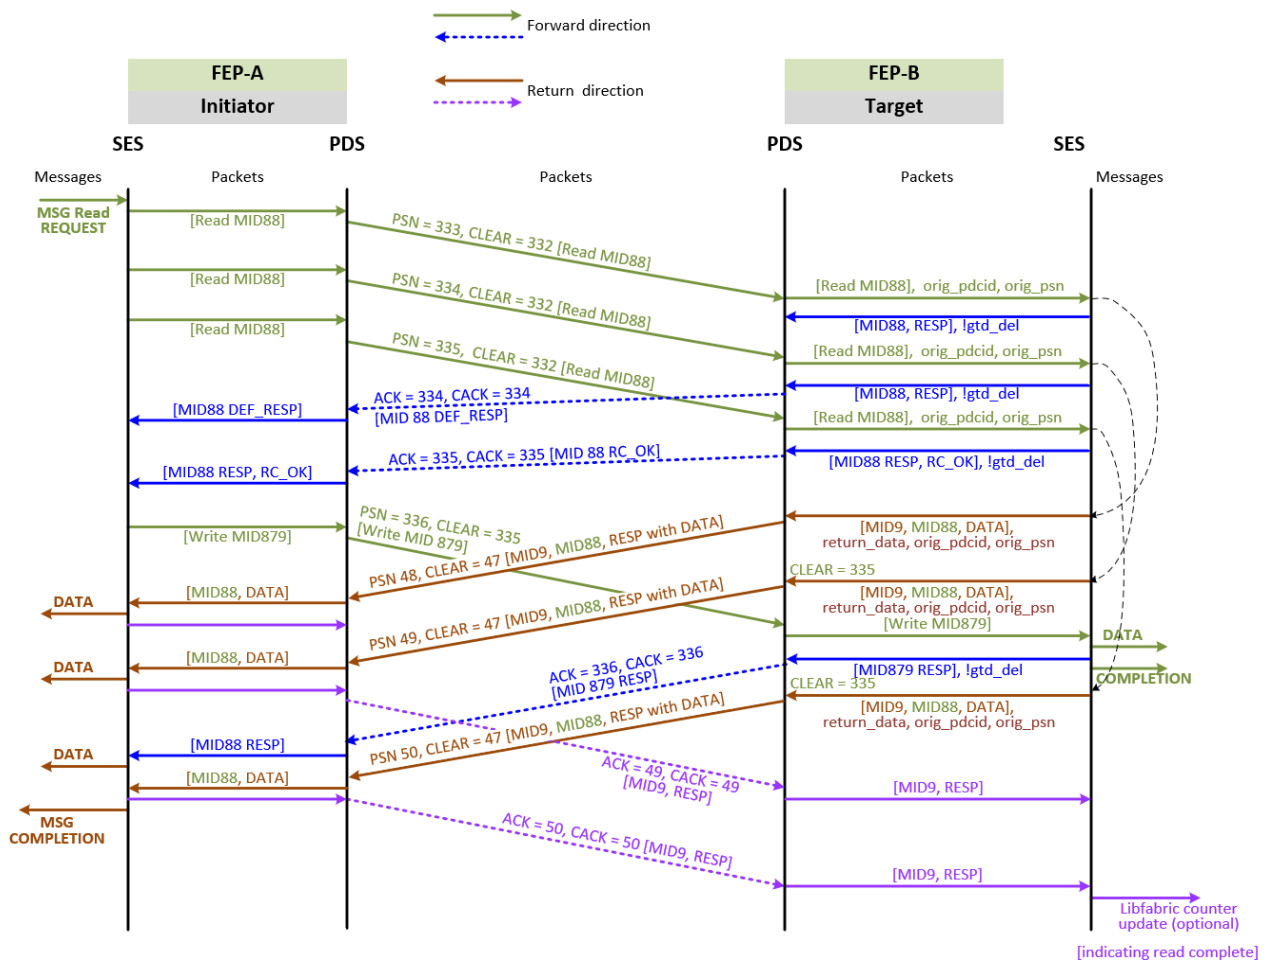 Forward direction
Return direction
FEP-A
Initiator
FEP-B
Target
SES
PDS
PDS
SES
Messages
Packets
Packets
Packets
Messages
MSG Read
REQUEST
[Read MID88]
PSN = 333, CLEAR = 332 [Read MID88]
[Read MID88]
PSN = 334, CLEAR = 332 [Read MID88]
[Read MID88], orig_pdcid, orig_psn
[MID88, RESP], !gtd_del
[Read MID88]
PSN = 335, CLEAR = 332 [Read MID88]
[Read MID88], orig_pdcid, orig_psn
[MID88, RESP], !gtd_del
ACK = 334, CACK = 334
[MID 88 DEF_RESP]
[MID88 DEF_RESP]
[Read MID88], orig_pdcid, orig_psn
ACK = 335, CACK = 335 [MID 88 RC_OK]
[MID88 RESP, RC_OK]
[MID88 RESP, RC_OK], !gtd_del
PSN = 336, CLEAR = 335
[Write MID 879]
[Write MID879]
[MID9, MID88, DATA],
return_data, orig_pdcid, orig_psn
PSN 48, CLEAR = 47 [MID9, MID88, RESP with DATA]
CLEAR = 335
[MID9, MID88, DATA],
return_data, orig_pdcid, orig_psn
[MID88, DATA]
DATA
PSN 49, CLEAR = 47 [MID9, MID88, RESP with DATA]
[Write MID879]
DATA
[MID88, DATA]
DATA
ACK = 336, CACK = 336
[MID 879 RESP]
[MID879 RESP], !gtd_del
COMPLETION
CLEAR = 335
[MID9, MID88, DATA],
return_data, orig_pdcid, orig_psn
PSN 50, CLEAR = 47 [MID9, MID88, RESP with DATA]
[MID88 RESP]
DATA
[MID88, DATA]
ACK = 49, CACK = 49
[MID9, RESP]
[MID9, RESP]
MSG
COMPLETION
ACK = 50, CACK = 50 [MID9, RESP]
[MID9, RESP]
Libfabric counter
update (optional)
[indicating read complete]